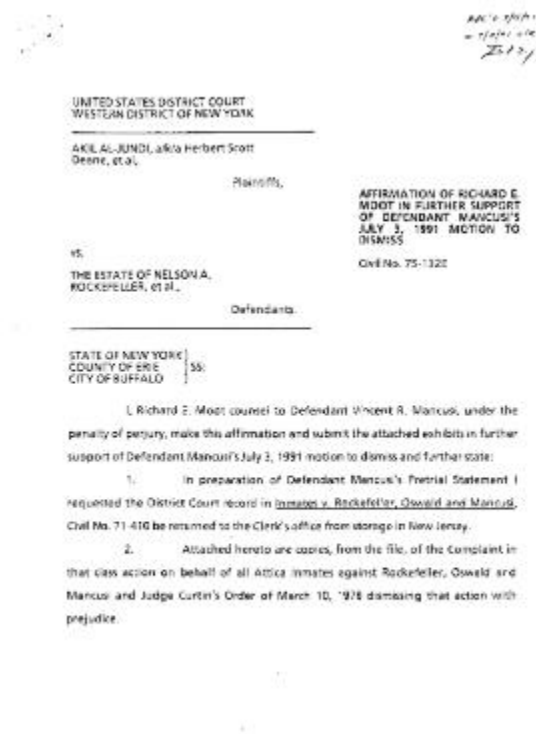 UNITED STATES DISTRICT COURT
WESTERN DISTRICT OF NEW YORK
AKIL AL-JUNDI, a/k/a Herbert Scott
Deane, et al.,
Plaintiffs,
AFFIRMATION OF RICHARD E.
MOOT IN FURTHER SUPPORT
OF DEFENDANT MANCUSI'S
JULY 3, 1991 MOTION TO
DISMISS
vs.
Civil No. 75-132E
THE ESTATE OF NELSON A.
ROCKEFELLER, et al.,
Defendants.
STATE OF NEW YORK )
COUNTY OF ERIE ) SS:
CITY OF BUFFALO )
I, Richard E. Moot counsel to Defendant Vincent R. Mancusi, under the
penalty of perjury, make this affirmation and submit the attached exhibits in further
support of Defendant Mancusi's July 3, 1991 motion to dismiss and further state:
1. In preparation of Defendant Mancusi's Pretrial Statement I
requested the District Court record in Inmates v. Rockefeller, Oswald and Mancusi,
Civil No. 71-410 be returned to the Clerk's office from storage in New Jersey.
2. Attached hereto are copies, from the file, of the Complaint in
that class action on behalf of all Attica Inmates against Rockefeller, Oswald and
Mancusi and Judge Curtin's Order of March 10, 1976 dismissing that action with
prejudice.